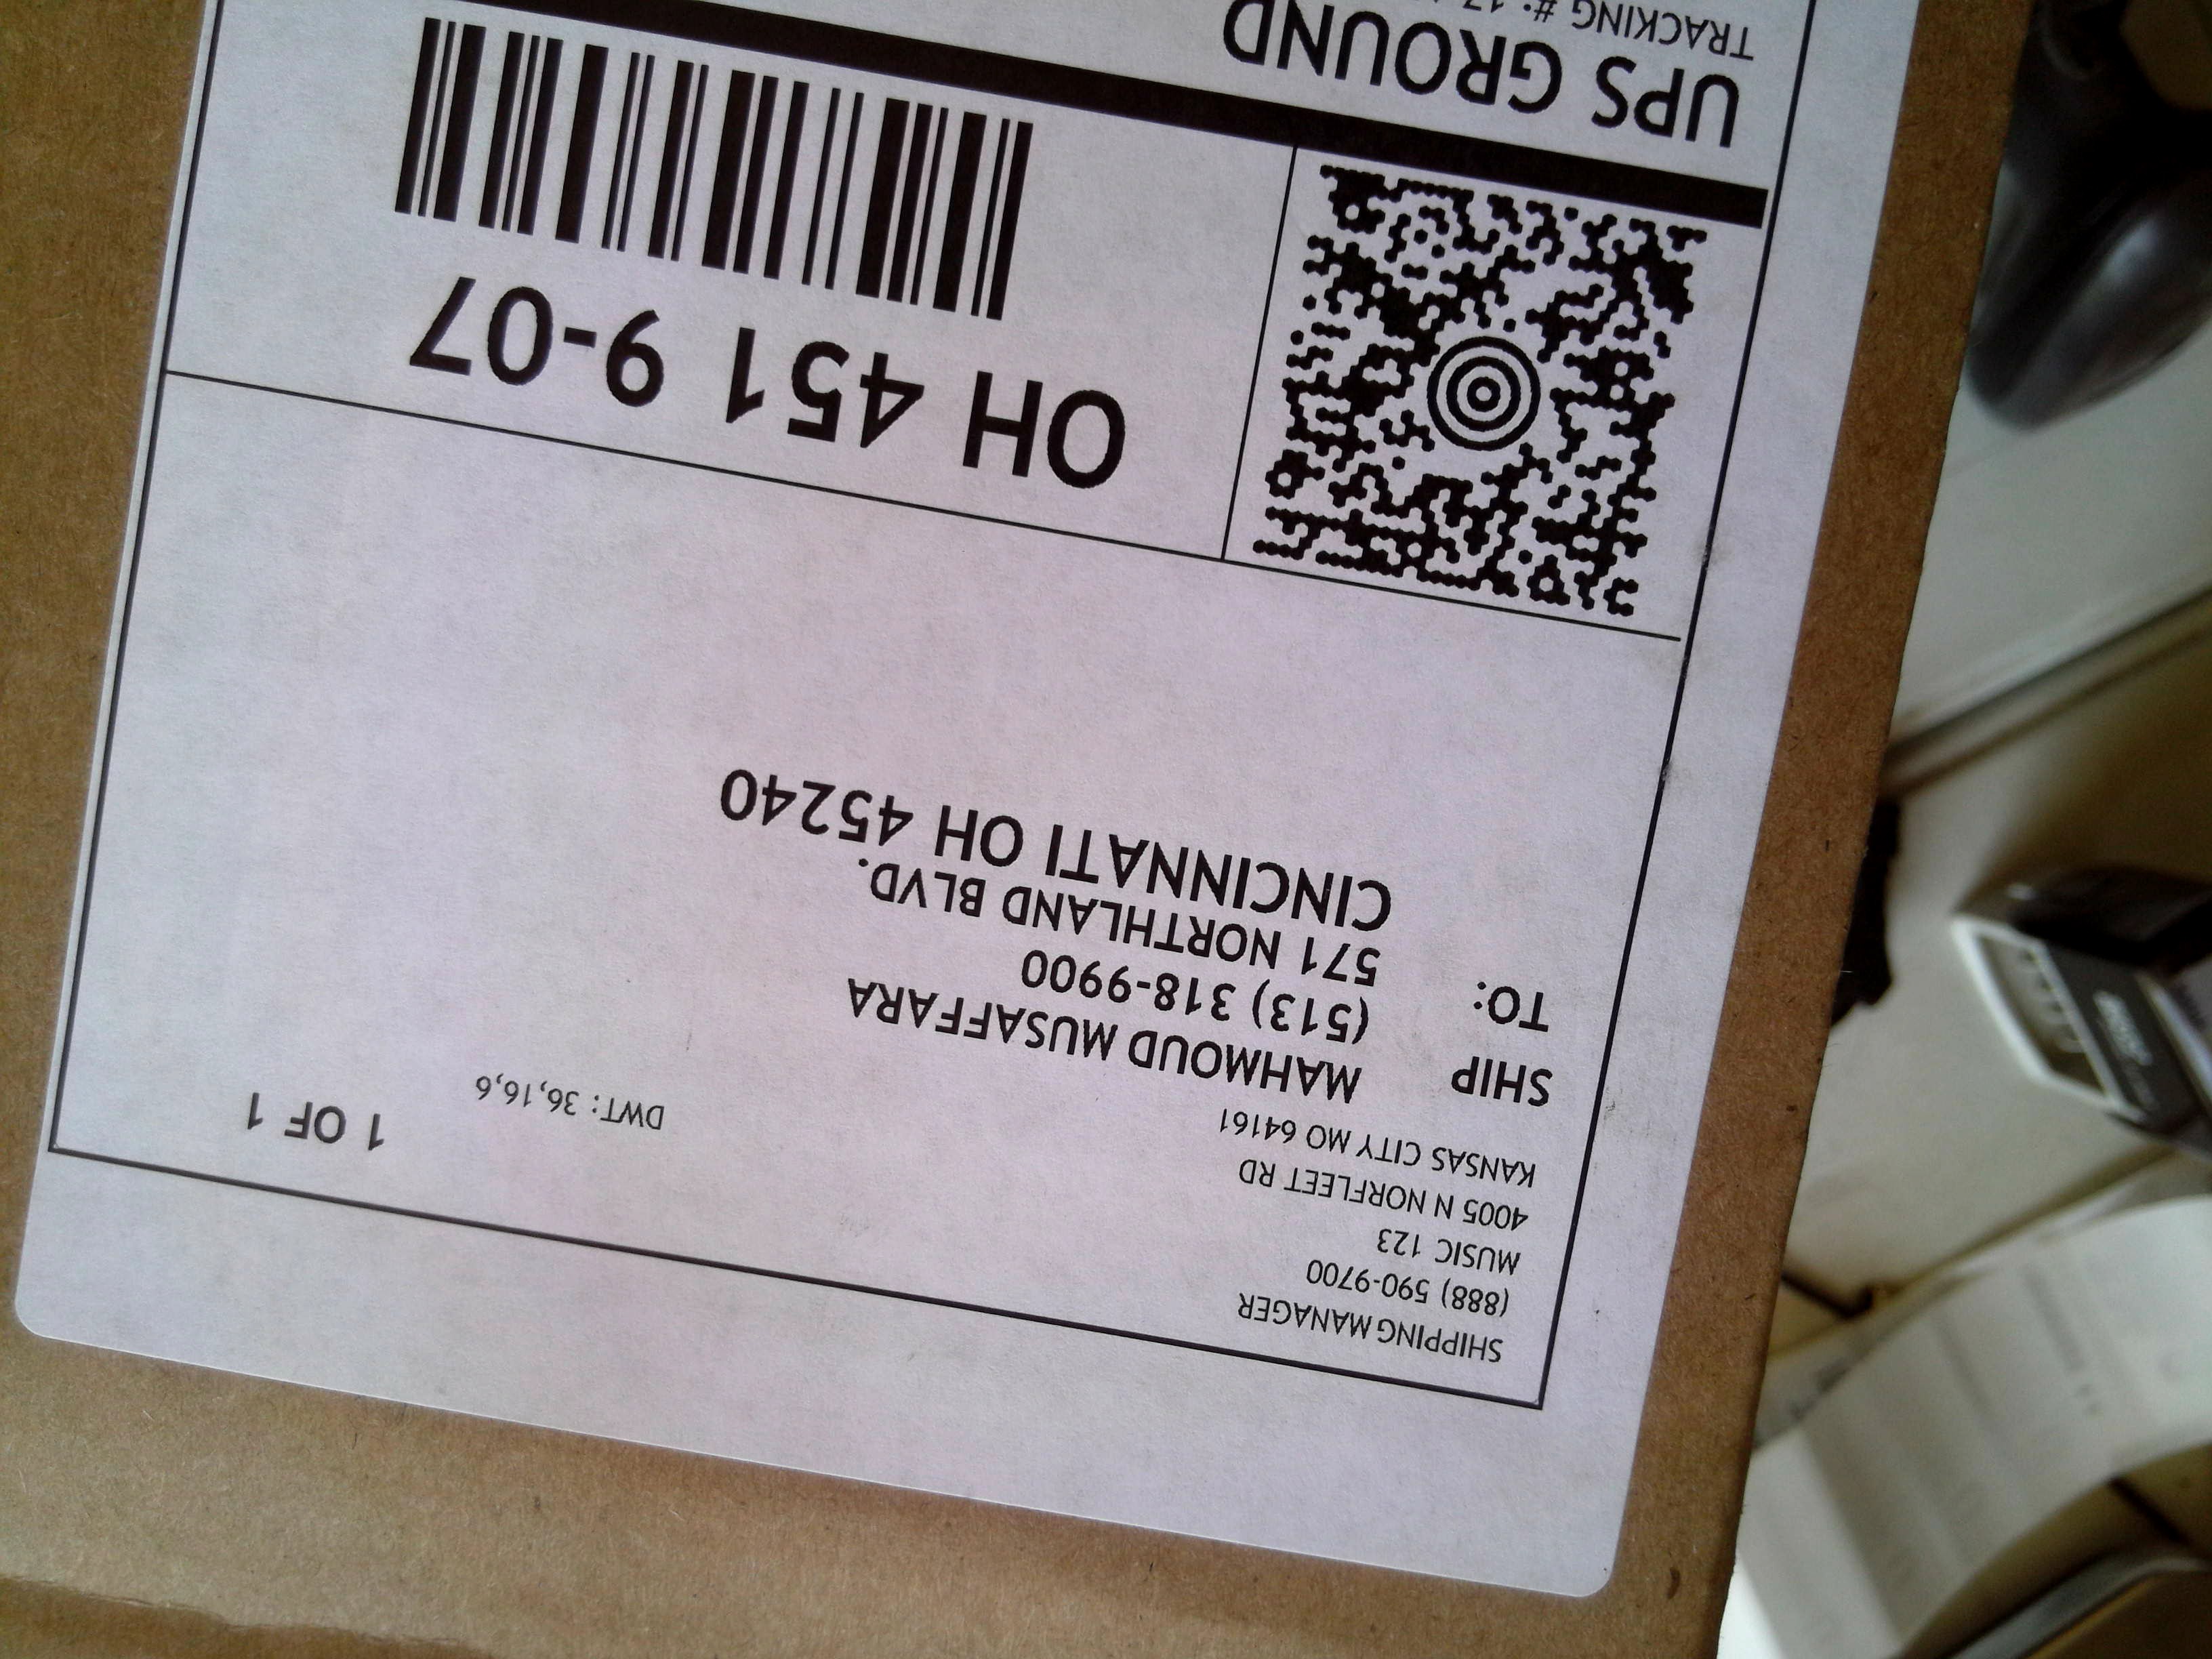 SHIPPING MANAGER
(888) 590-9700
MUSIC 123
4005 N NORFLEET RD
KANSAS CITY MO 64161
DWT: 36,16,6
1 OF 1
SHIP
TO:
MAHMOUD MUSAFFARA
(513) 318-9900
571 NORTHLAND BLVD.
CINCINNATI OH 45240
OH 451 9-07
UPS GROUND
TRACKING #: 1Z